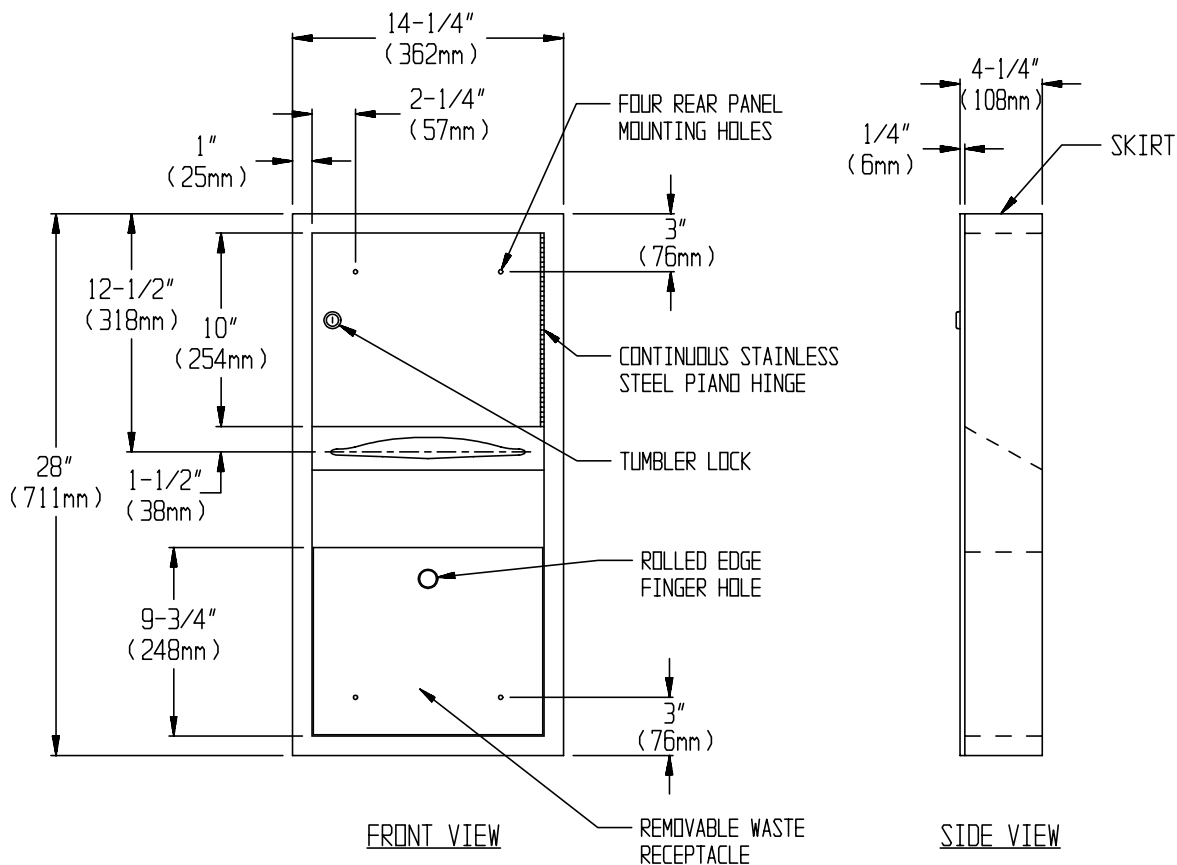 14-1/4"
(362mm)
2-1/4"
(57mm)
1"
(25mm)
FOUR REAR PANEL
MOUNTING HOLES
3"
(76mm)
12-1/2"
(318mm)
10"
(254mm)
CONTINUOUS STAINLESS
STEEL PIANO HINGE
28"
(711mm)
1-1/2"
(38mm)
TUMBLER LOCK
ROLLED EDGE
FINGER HOLE
9-3/4"
(248mm)
3"
(76mm)
REMOVABLE WASTE
RECEPTACLE
FRONT VIEW
4-1/4"
(108mm)
1/4"
(6mm)
SKIRT
SIDE VIEW